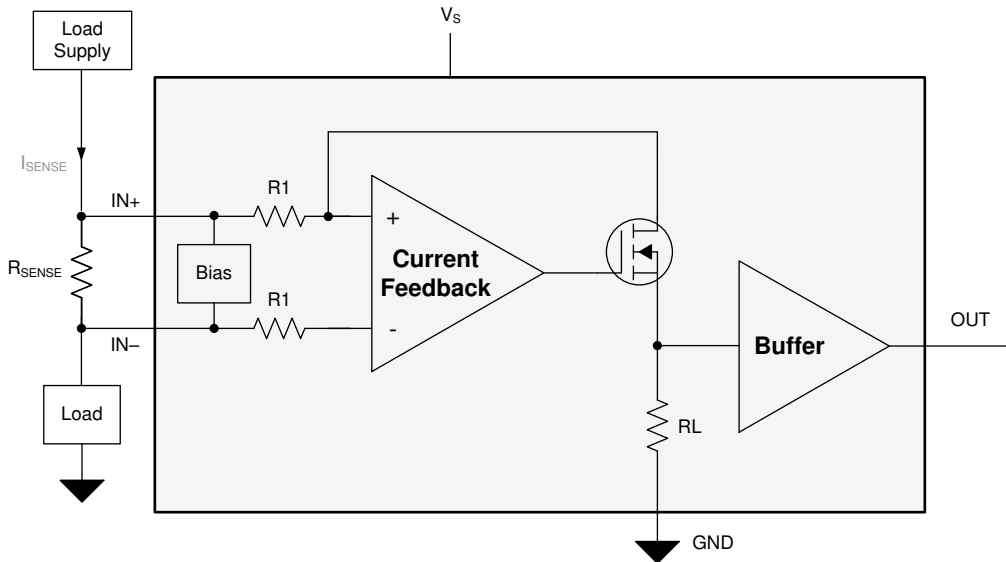 Load
Supply
VS
ISENSE
IN+
R1
+
Current
Feedback
RSENSE
Bias
R1
-
IN–
Buffer
OUT
Load
RL
GND